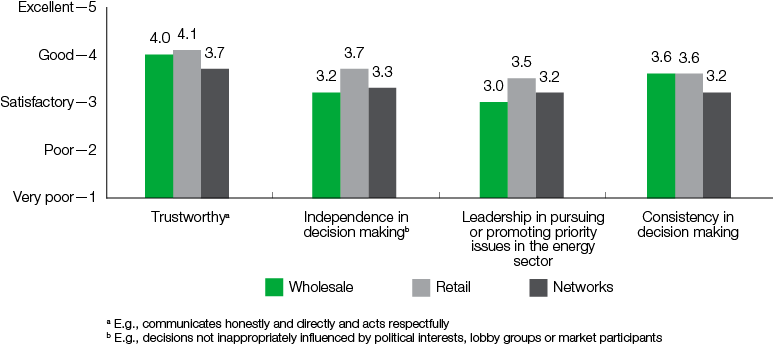 Excellent—5
Good—4
Satisfactory—3
Poor—2
Very poor—1
4.0 4.1 3.7
3.2 3.7 3.3
3.0 3.5 3.2
3.6 3.6 3.2
Trustworthyᵃ
Independence in
decision makingᵇ
Leadership in pursuing
or promoting priority
issues in the energy
sector
Consistency in
decision making
Wholesale Retail Networks
ᵃ E.g., communicates honestly and directly and acts respectfully
ᵇ E.g., decisions not inappropriately influenced by political interests, lobby groups or market participants